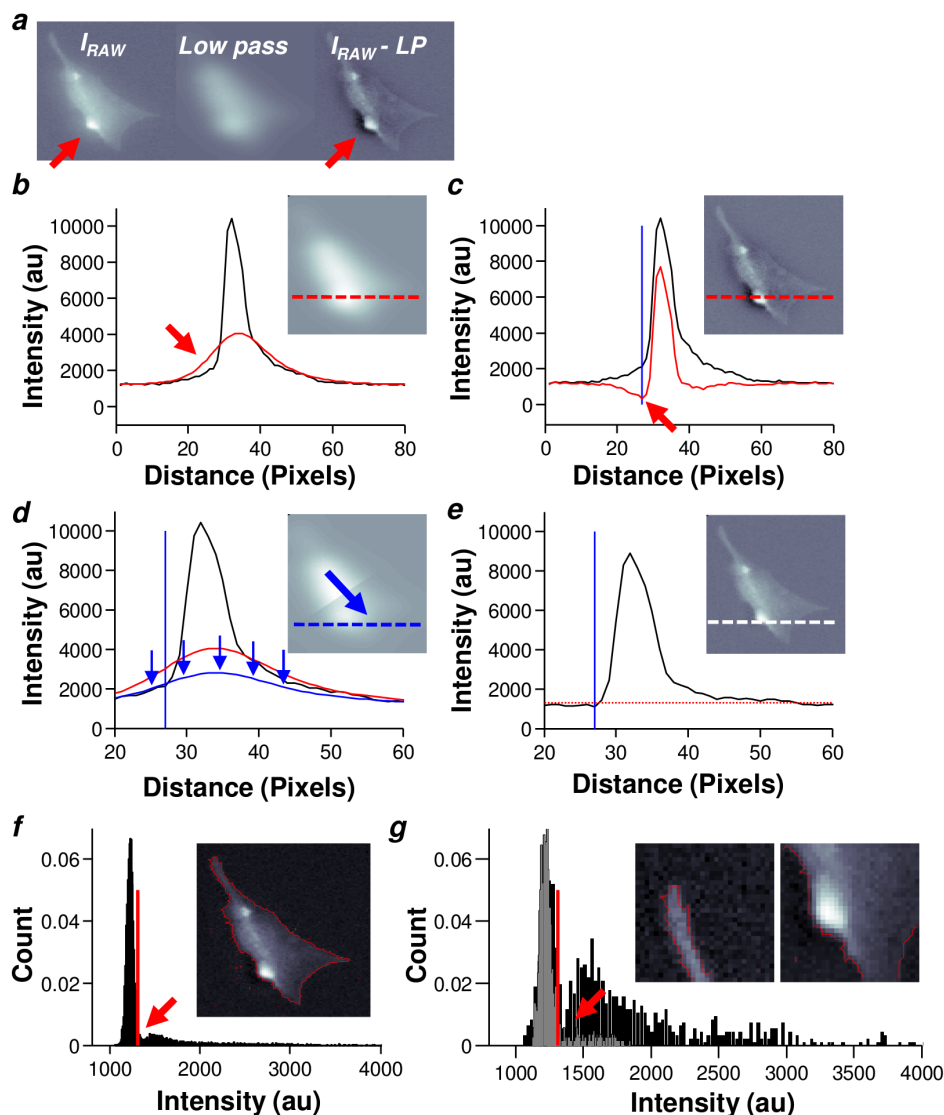 a
I_RAW Low pass I_RAW - LP
b
Intensity (au)
10000
8000
6000
4000
2000
0
0 20 40 60 80
Distance (Pixels)
c
Intensity (au)
10000
8000
6000
4000
2000
0
0 20 40 60 80
Distance (Pixels)
d
Intensity (au)
10000
8000
6000
4000
2000
0
20 30 40 50 60
Distance (Pixels)
e
Intensity (au)
10000
8000
6000
4000
2000
0
20 30 40 50 60
Distance (Pixels)
f
Count
0.06
0.04
0.02
0
1000 2000 3000 4000
Intensity (au)
g
Count
0.06
0.04
0.02
0
1000 1500 2000 2500 3000 3500 4000
Intensity (au)